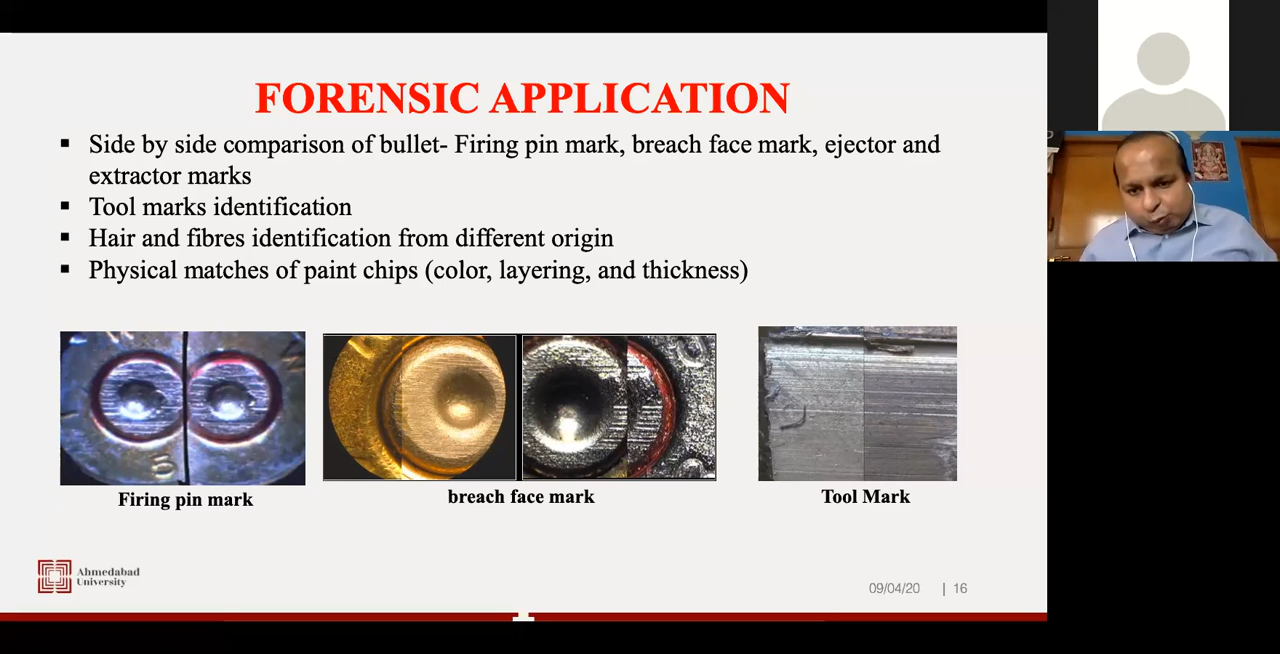 FORENSIC APPLICATION
▪ Side by side comparison of bullet- Firing pin mark, breach face mark, ejector and
extractor marks
▪ Tool marks identification
▪ Hair and fibres identification from different origin
▪ Physical matches of paint chips (color, layering, and thickness)
Firing pin mark
breach face mark
Tool Mark
Ahmedabad
University
09/04/20 | 16